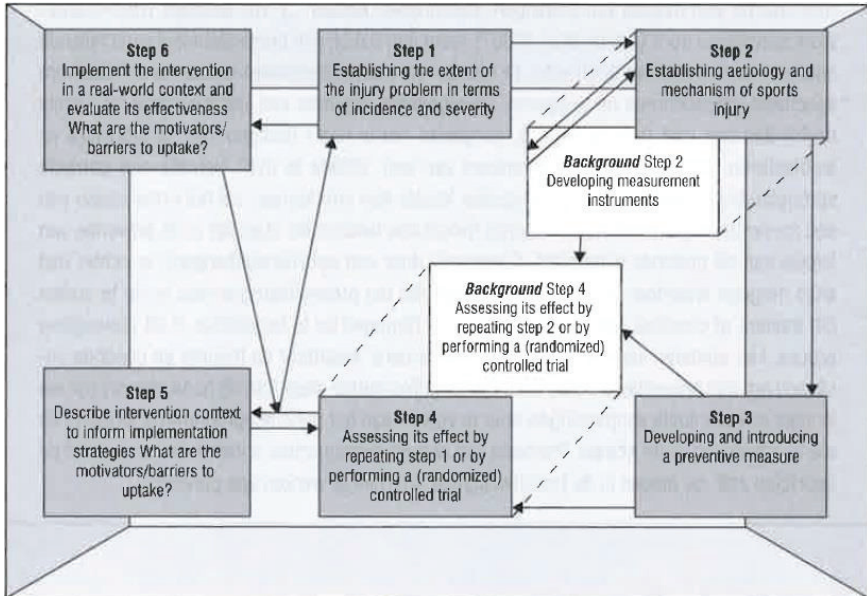 Step 6
Implement the intervention
in a real-world context and
evaluate its effectiveness
What are the motivators/
barriers to uptake?
Step 1
Establishing the extent of
the injury problem in terms
of incidence and severity
Step 2
Establishing aetiology and
mechanism of sports
injury
Background Step 2
Developing measurement
instruments
Background Step 4
Assessing its effect by
repeating step 2 or by
performing a (randomized)
controlled trial
Step 5
Describe intervention context
to inform Implementation
strategies What are the
motivators/barriers to
uptake?
Step 4
Assessing its effect by
repeating step 1 or by
performing a (randomized)
controlled trial
Step 3
Developing and introducing
a preventive measure